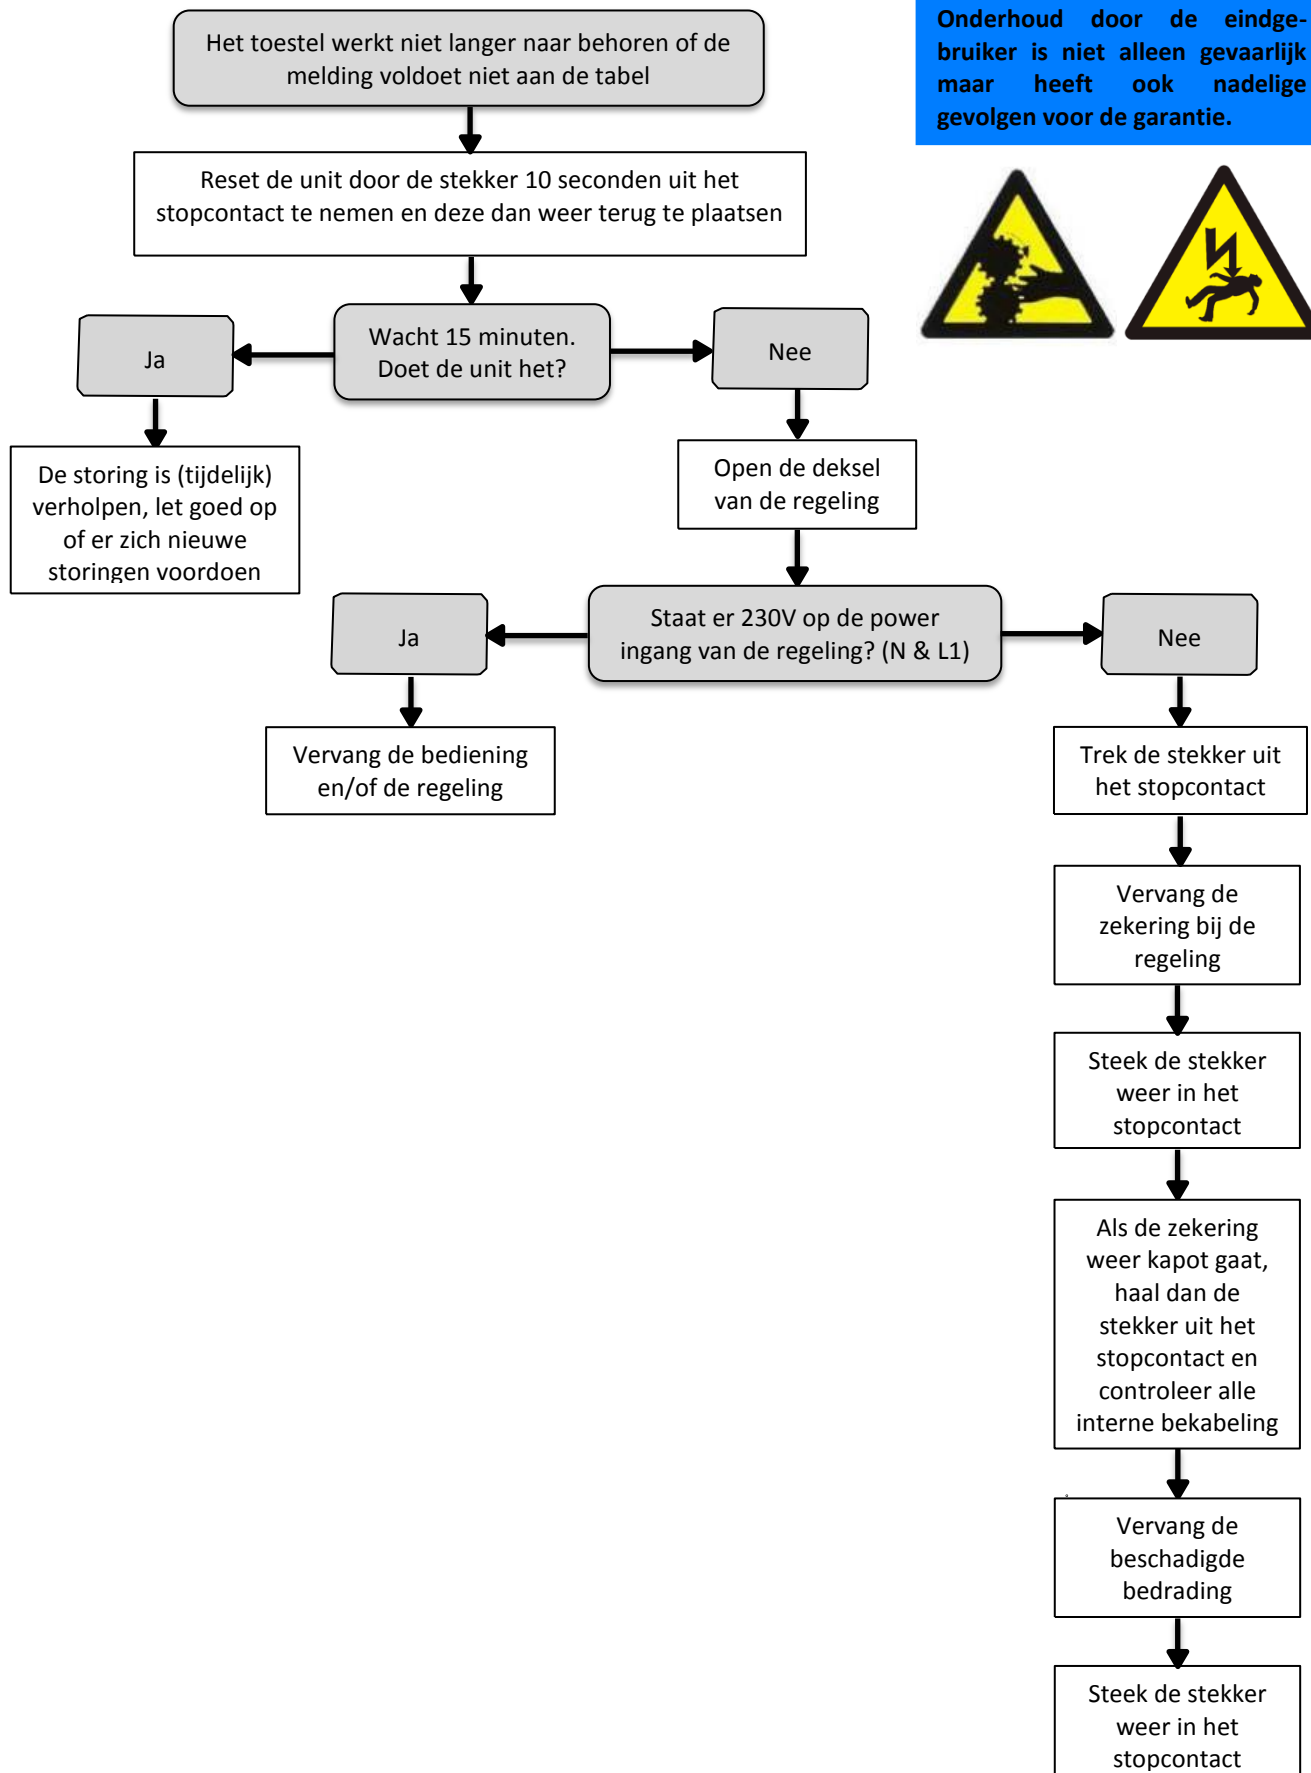 Onderhoud door de eindge-
bruiker is niet alleen gevaarlijk
maar heeft ook nadelige
gevolgen voor de garantie.
Het toestel werkt niet langer naar behoren of de
melding voldoet niet aan de tabel
Reset de unit door de stekker 10 seconden uit het
stopcontact te nemen en deze dan weer terug te plaatsen
Wacht 15 minuten.
Doet de unit het?
Ja
Nee
De storing is (tijdelijk)
verholpen, let goed op
of er zich nieuwe
storingen voordoen
Open de deksel
van de regeling
Staat er 230V op de power
ingang van de regeling? (N & L1)
Ja
Nee
Vervang de bediening
en/of de regeling
Trek de stekker uit
het stopcontact
Vervang de
zekering bij de
regeling
Steek de stekker
weer in het
stopcontact
Als de zekering
weer kapot gaat,
haal dan de
stekker uit het
stopcontact en
controleer alle
interne bekabeling
Vervang de
beschadigde
bedrading
Steek de stekker
weer in het
stopcontact